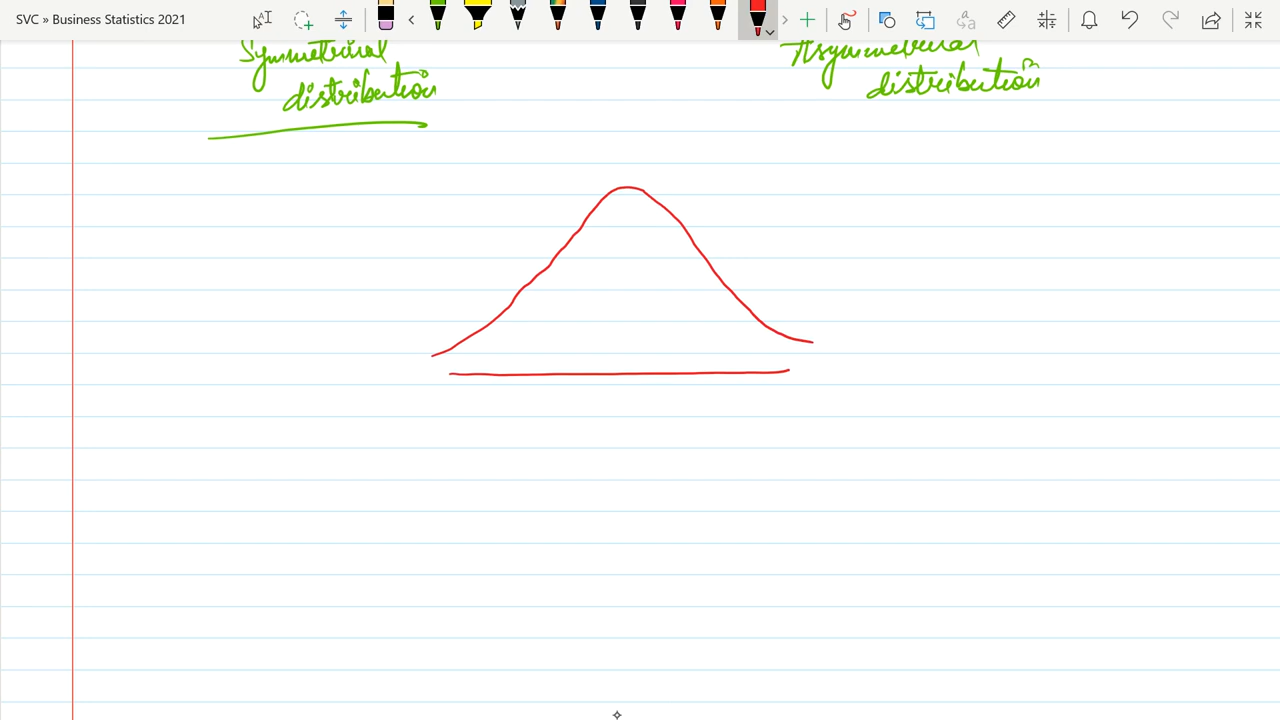 SVC » Business Statistics 2021
Symmetrical
distribution
Asymmetrical
distribution